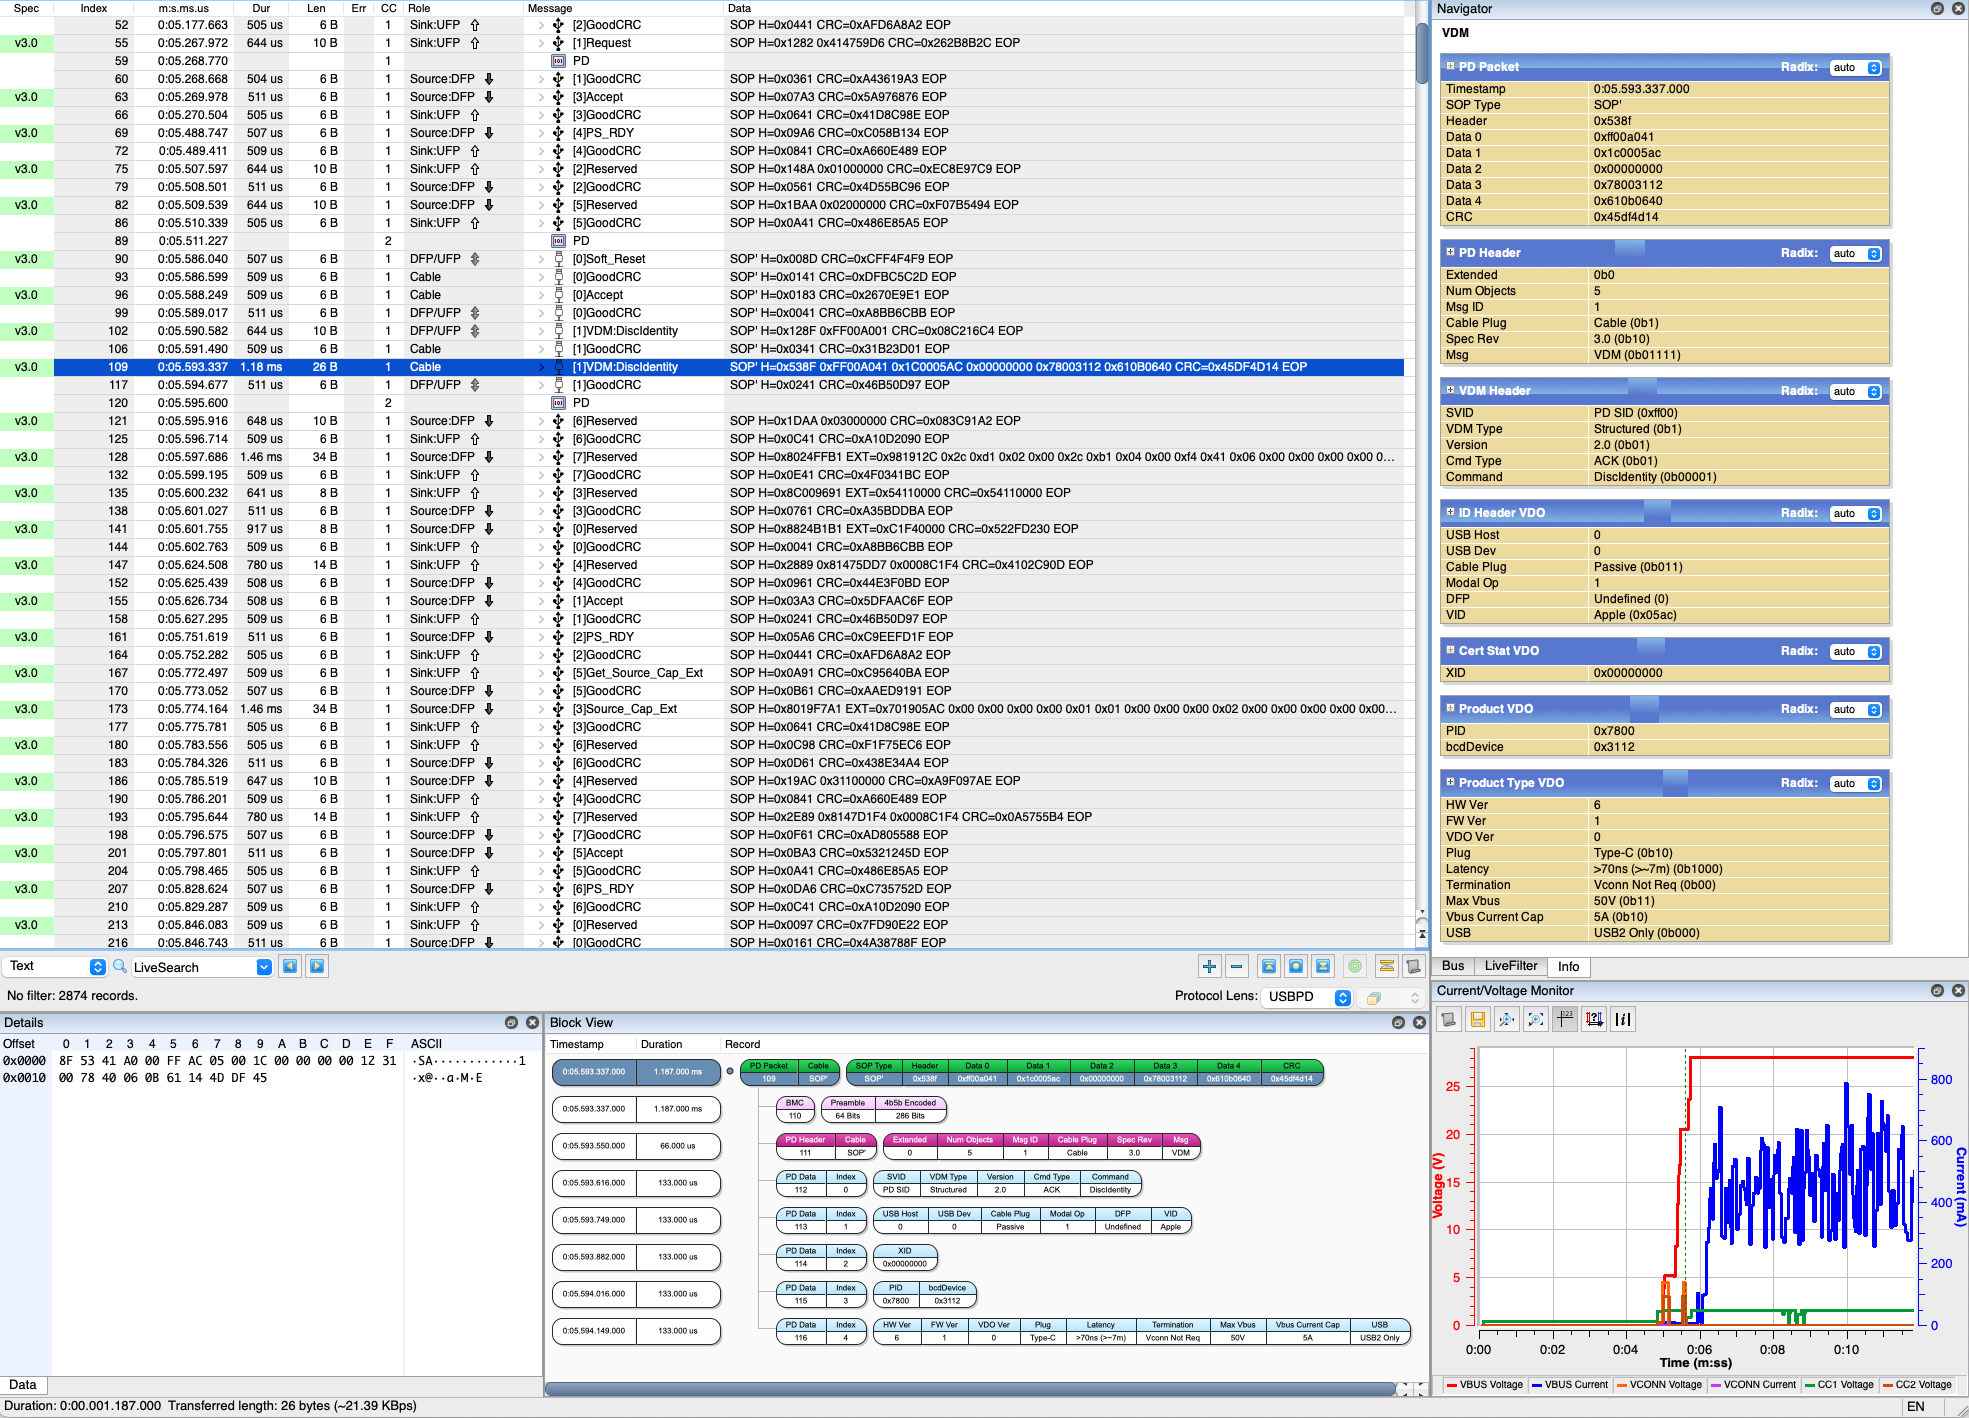 Spec Index m:s.ms.us Dur Len Err CC Role Message Data
52 0:05.177.663 505 us 6 B 1 Sink:UFP [2]GoodCRC SOP H=0x0441 CRC=0xAFD6A8A2 EOP
v3.0 55 0:05.267.972 644 us 10 B 1 Sink:UFP [1]Request SOP H=0x1282 0x414759D6 CRC=0x262B8B2C EOP
59 0:05.268.770 1 PD
60 0:05.268.668 504 us 6 B 1 Source:DFP [1]GoodCRC SOP H=0x0361 CRC=0xA43619A3 EOP
v3.0 63 0:05.269.978 511 us 6 B 1 Source:DFP [3]Accept SOP H=0x07A3 CRC=0x5A976876 EOP
66 0:05.270.504 505 us 6 B 1 Sink:UFP [3]GoodCRC SOP H=0x0641 CRC=0x41D8C98E EOP
v3.0 69 0:05.488.747 507 us 6 B 1 Source:DFP [4]PS_RDY SOP H=0x09A6 CRC=0xC058B134 EOP
72 0:05.489.411 509 us 6 B 1 Sink:UFP [4]GoodCRC SOP H=0x0841 CRC=0xA660E489 EOP
v3.0 75 0:05.507.597 644 us 10 B 1 Sink:UFP [2]Reserved SOP H=0x148A 0x01000000 CRC=0xEC8E97C9 EOP
79 0:05.508.501 511 us 6 B 1 Source:DFP [2]GoodCRC SOP H=0x0561 CRC=0x4D55BC96 EOP
v3.0 82 0:05.509.539 644 us 10 B 1 Source:DFP [5]Reserved SOP H=0x1BAA 0x02000000 CRC=0xF07B5494 EOP
86 0:05.510.339 505 us 6 B 1 Sink:UFP [5]GoodCRC SOP H=0x0A41 CRC=0x486E85A5 EOP
89 0:05.511.227 2 PD
v3.0 90 0:05.586.040 507 us 6 B 1 DFP/UFP [0]Soft_Reset SOP' H=0x008D CRC=0xCFF4F4F9 EOP
93 0:05.586.599 509 us 6 B 1 Cable [0]GoodCRC SOP' H=0x0141 CRC=0xDFBC5C2D EOP
v3.0 96 0:05.588.249 509 us 6 B 1 Cable [0]Accept SOP' H=0x0183 CRC=0x2670E9E1 EOP
99 0:05.589.017 511 us 6 B 1 DFP/UFP [0]GoodCRC SOP' H=0x0041 CRC=0xA8BB6CBB EOP
v3.0 102 0:05.590.582 644 us 10 B 1 DFP/UFP [1]VDM:DiscIdentity SOP' H=0x128F 0xFF00A001 CRC=0x08C216C4 EOP
106 0:05.591.490 509 us 6 B 1 Cable [1]GoodCRC SOP' H=0x0341 CRC=0x31B23D01 EOP
v3.0 109 0:05.593.337 1.18 ms 26 B 1 Cable [1]VDM:DiscIdentity SOP' H=0x538F 0xFF00A041 0x1C0005AC 0x00000000 0x78003112 0x610B0640 CRC=0x45DF4D14 EOP
117 0:05.594.677 511 us 6 B 1 DFP/UFP [1]GoodCRC SOP' H=0x0241 CRC=0x46B50D97 EOP
120 0:05.595.600 2 PD
v3.0 121 0:05.595.916 648 us 10 B 1 Source:DFP [6]Reserved SOP H=0x1DAA 0x03000000 CRC=0x083C91A2 EOP
125 0:05.596.714 509 us 6 B 1 Sink:UFP [6]GoodCRC SOP H=0x0C41 CRC=0xA10D2090 EOP
v3.0 128 0:05.597.686 1.46 ms 34 B 1 Source:DFP [7]Reserved SOP H=0x8024FFB1 EXT=0x981912C 0x2c 0xd1 0x02 0x00 0x2c 0xb1 0x04 0x00 0xf4 0x41 0x06 0x00 0x00 0x00 0x00 0...
132 0:05.599.195 509 us 6 B 1 Sink:UFP [7]GoodCRC SOP H=0x0E41 CRC=0x4F0341BC EOP
v3.0 135 0:05.600.232 641 us 8 B 1 Sink:UFP [3]Reserved SOP H=0x8C009691 EXT=0x54110000 CRC=0x54110000 EOP
138 0:05.601.027 511 us 6 B 1 Source:DFP [3]GoodCRC SOP H=0x0761 CRC=0xA35BDDBA EOP
v3.0 141 0:05.601.755 917 us 8 B 1 Source:DFP [0]Reserved SOP H=0x8824B1B1 EXT=0xC1F40000 CRC=0x522FD230 EOP
144 0:05.602.763 509 us 6 B 1 Sink:UFP [0]GoodCRC SOP H=0x0041 CRC=0xA8BB6CBB EOP
v3.0 147 0:05.624.508 780 us 14 B 1 Sink:UFP [4]Reserved SOP H=0x2889 0x81475DD7 0x0008C1F4 CRC=0x4102C90D EOP
152 0:05.625.439 508 us 6 B 1 Source:DFP [4]GoodCRC SOP H=0x0961 CRC=0x44E3F0BD EOP
v3.0 155 0:05.626.734 508 us 6 B 1 Source:DFP [1]Accept SOP H=0x03A3 CRC=0x5DFAAC6F EOP
158 0:05.627.295 509 us 6 B 1 Sink:UFP [1]GoodCRC SOP H=0x0241 CRC=0x46B50D97 EOP
v3.0 161 0:05.751.619 511 us 6 B 1 Source:DFP [2]PS_RDY SOP H=0x05A6 CRC=0xC9EEFD1F EOP
164 0:05.752.282 505 us 6 B 1 Sink:UFP [2]GoodCRC SOP H=0x0441 CRC=0xAFD6A8A2 EOP
v3.0 167 0:05.772.497 509 us 6 B 1 Sink:UFP [5]Get_Source_Cap_Ext SOP H=0x0A91 CRC=0xC95640BA EOP
170 0:05.773.052 507 us 6 B 1 Source:DFP [5]GoodCRC SOP H=0x0B61 CRC=0xAAED9191 EOP
v3.0 173 0:05.774.164 1.46 ms 34 B 1 Source:DFP [3]Source_Cap_Ext SOP H=0x8019F7A1 EXT=0x701905AC 0x00 0x00 0x00 0x00 0x01 0x01 0x00 0x00 0x00 0x02 0x00 0x00 0x00 0x00 0x00...
177 0:05.775.781 505 us 6 B 1 Sink:UFP [3]GoodCRC SOP H=0x0641 CRC=0x41D8C98E EOP
v3.0 180 0:05.783.556 505 us 6 B 1 Sink:UFP [6]Reserved SOP H=0x0C98 CRC=0xF1F75EC6 EOP
183 0:05.784.326 511 us 6 B 1 Source:DFP [6]GoodCRC SOP H=0x0D61 CRC=0x438E34A4 EOP
v3.0 186 0:05.785.519 647 us 10 B 1 Source:DFP [4]Reserved SOP H=0x19AC 0x31100000 CRC=0xA9F097AE EOP
190 0:05.786.201 509 us 6 B 1 Sink:UFP [4]GoodCRC SOP H=0x0841 CRC=0xA660E489 EOP
v3.0 193 0:05.795.644 780 us 14 B 1 Sink:UFP [7]Reserved SOP H=0x2E89 0x8147D1F4 0x0008C1F4 CRC=0x0A5755B4 EOP
198 0:05.796.575 507 us 6 B 1 Source:DFP [7]GoodCRC SOP H=0x0F61 CRC=0xAD805588 EOP
v3.0 201 0:05.797.801 511 us 6 B 1 Source:DFP [5]Accept SOP H=0x0BA3 CRC=0x5321245D EOP
204 0:05.798.465 505 us 6 B 1 Sink:UFP [5]GoodCRC SOP H=0x0A41 CRC=0x486E85A5 EOP
v3.0 207 0:05.828.624 507 us 6 B 1 Source:DFP [6]PS_RDY SOP H=0x0DA6 CRC=0xC735752D EOP
210 0:05.829.287 509 us 6 B 1 Sink:UFP [6]GoodCRC SOP H=0x0C41 CRC=0xA10D2090 EOP
v3.0 213 0:05.846.083 509 us 6 B 1 Sink:UFP [0]Reserved SOP H=0x0097 CRC=0x7FD90E22 EOP
216 0:05.846.743 511 us 6 B 1 Source:DFP [0]GoodCRC SOP H=0x0161 CRC=0x4A38788F EOP
Text LiveSearch
No filter: 2874 records.
Protocol Lens: USBPD
Navigator
VDM
PD Packet Radix: auto
Timestamp 0:05.593.337.000
SOP Type SOP'
Header 0x538f
Data 0 0xff00a041
Data 1 0x1c0005ac
Data 2 0x00000000
Data 3 0x78003112
Data 4 0x610b0640
CRC 0x45df4d14
PD Header Radix: auto
Extended 0b0
Num Objects 5
Msg ID 1
Cable Plug Cable (0b1)
Spec Rev 3.0 (0b10)
Msg VDM (0b01111)
VDM Header Radix: auto
SVID PD SID (0xff00)
VDM Type Structured (0b1)
Version 2.0 (0b01)
Cmd Type ACK (0b01)
Command DiscIdentity (0b00001)
ID Header VDO Radix: auto
USB Host 0
USB Dev 0
Cable Plug Passive (0b011)
Modal Op 1
DFP Undefined (0)
VID Apple (0x05ac)
Cert Stat VDO Radix: auto
XID 0x00000000
Product VDO Radix: auto
PID 0x7800
bcdDevice 0x3112
Product Type VDO Radix: auto
HW Ver 6
FW Ver 1
VDO Ver 0
Plug Type-C (0b10)
Latency >70ns (>~7m) (0b1000)
Termination Vconn Not Req (0b00)
Max Vbus 50V (0b11)
Vbus Current Cap 5A (0b10)
USB USB2 Only (0b000)
Bus LiveFilter Info
Details
Offset 0 1 2 3 4 5 6 7 8 9 A B C D E F ASCII
0x0000 8F 53 41 A0 00 FF AC 05 00 1C 00 00 00 00 12 31 ·SA············1
0x0010 00 78 40 06 0B 61 14 4D DF 45 ·x@··a·M·E
Data
Block View
Timestamp Duration Record
0:05.593.337.000 1.187.000 ms PD Packet Cable SOP Type Header Data 0 Data 1 Data 2 Data 3 Data 4 CRC
109 SOP' SOP' 0x538f 0xff00a041 0x1c0005ac 0x00000000 0x78003112 0x610b0640 0x45df4d14
0:05.593.337.000 1.187.000 ms BMC Preamble 4b5b Encoded
110 64 Bits 286 Bits
0:05.593.550.000 66.000 us PD Header Cable Extended Num Objects Msg ID Cable Plug Spec Rev Msg
111 SOP' 0 5 1 Cable 3.0 VDM
0:05.593.616.000 133.000 us PD Data Index SVID VDM Type Version Cmd Type Command
112 0 PD SID Structured 2.0 ACK DiscIdentity
0:05.593.749.000 133.000 us PD Data Index USB Host USB Dev Cable Plug Modal Op DFP VID
113 1 0 0 Passive 1 Undefined Apple
0:05.593.882.000 133.000 us PD Data Index XID
114 2 0x00000000
0:05.594.016.000 133.000 us PD Data Index PID bcdDevice
115 3 0x7800 0x3112
0:05.594.149.000 133.000 us PD Data Index HW Ver FW Ver VDO Ver Plug Latency Termination Max Vbus Vbus Current Cap USB
116 4 6 1 0 Type-C >70ns (>~7m) Vconn Not Req 50V 5A USB2 Only
Current/Voltage Monitor
25
20
15
10
5
0
Voltage (V)
800
600
400
200
0
Current (mA)
0:00 0:02 0:04 0:06 0:08 0:10
Time (m:ss)
VBUS Voltage VBUS Current VCONN Voltage VCONN Current CC1 Voltage CC2 Voltage
Duration: 0:00.001.187.000 Transferred length: 26 bytes (~21.39 KBps)
EN